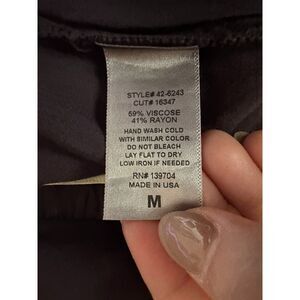 STYLE# 42-6243
CUT# 16347
59% VISCOSE
41% RAYON
HAND WASH COLD
WITH SIMILAR COLOR
DO NOT BLEACH
LAY FLAT TO DRY
LOW IRON IF NEEDED
RN# 139704
MADE IN USA
M